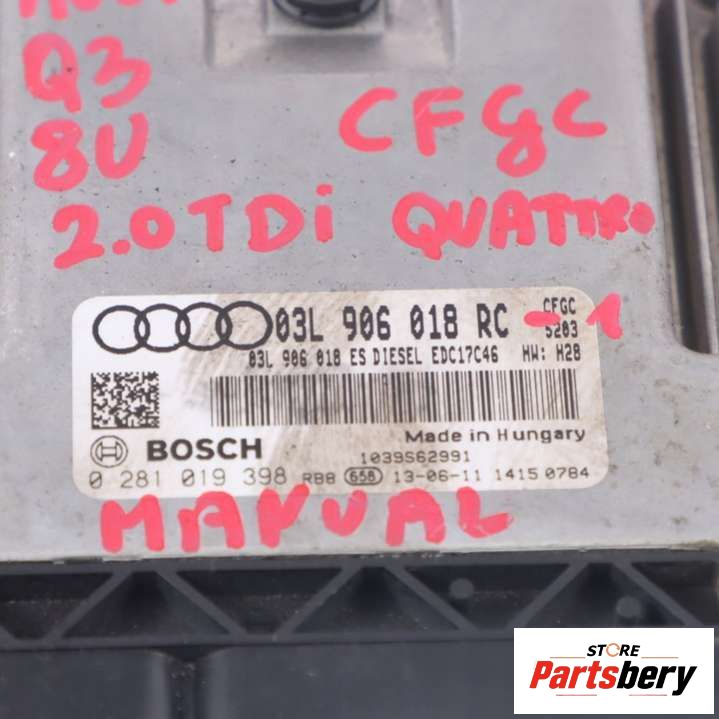 Q3
8U
CFGC
2.0TDi QUATTRO
03L 906 018 RC -1
CFGC
5203
03L 906 018 ES DIESEL EDC17C46 HW: H28
BOSCH
Made in Hungary
1039S62991
0 281 019 398 RBB 658 13-06-11 1415 0784
MANUAL
STORE
Partsbery